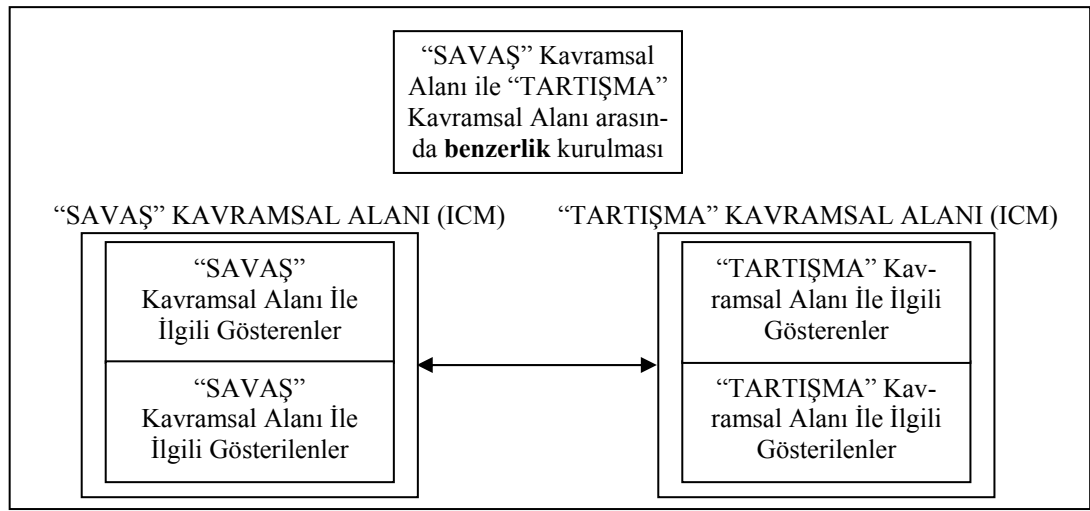 “SAVAŞ” Kavramsal
Alanı ile “TARTIŞMA”
Kavramsal Alanı arasın-
da benzerlik kurulması
“SAVAŞ” KAVRAMSAL ALANI (ICM)
“SAVAŞ”
Kavramsal Alanı İle
İlgili Gösterenler
“SAVAŞ”
Kavramsal Alanı İle
İlgili Gösterilenler
“TARTIŞMA” KAVRAMSAL ALANI (ICM)
“TARTIŞMA” Kav-
ramsal Alanı İle İlgili
Gösterenler
“TARTIŞMA” Kav-
ramsal Alanı İle İlgili
Gösterilenler